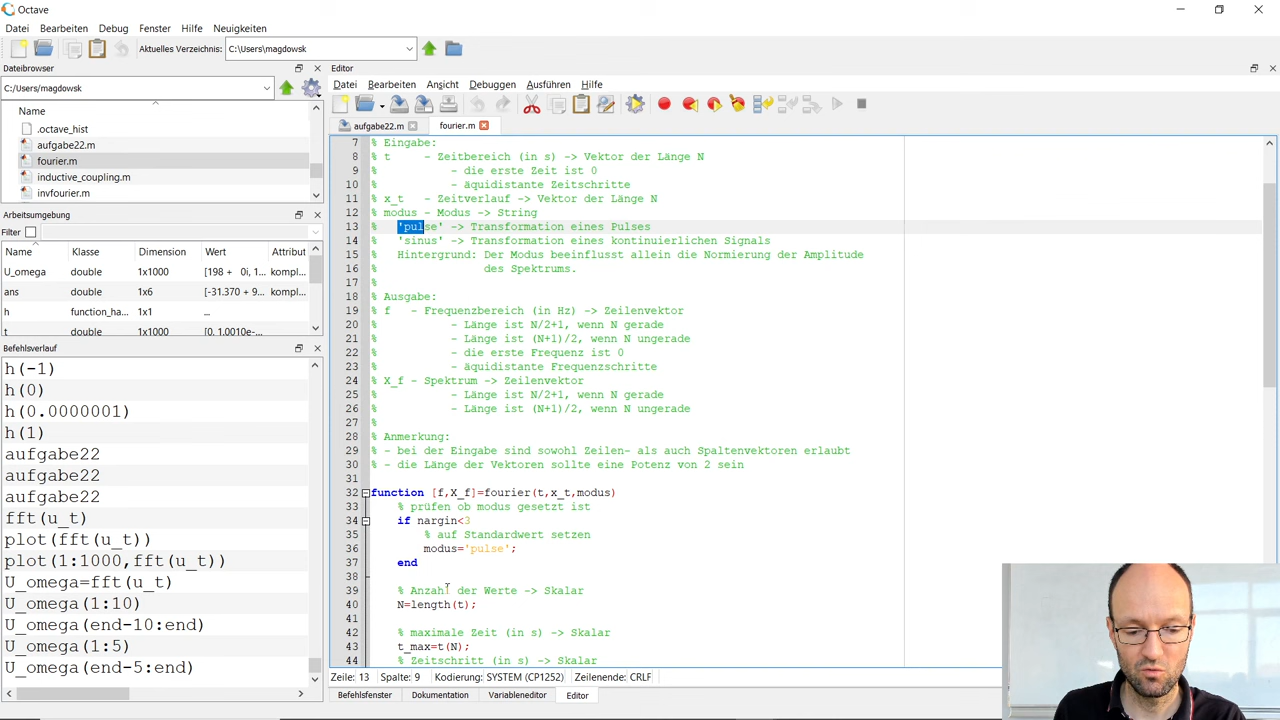 Octave
Datei Bearbeiten Debug Fenster Hilfe Neuigkeiten
Aktuelles Verzeichnis: C:\Users\magdowsk
Dateibrowser
C:/Users/magdowsk
Name
.octave_hist
aufgabe22.m
fourier.m
inductive_coupling.m
invfourier.m
Arbeitsumgebung
Filter
Name Klasse Dimension Wert Attribut
U_omega double 1x1000 [198 + 0i, 1... kompl...
ans double 1x6 [-31.370 + 9... kompl...
h function_ha... 1x1 ...
t double 1x1000 [0, 1.0010e-...
Befehlsverlauf
h(-1)
h(0)
h(0.0000001)
h(1)
aufgabe22
aufgabe22
aufgabe22
fft(u_t)
plot(fft(u_t))
plot(1:1000,fft(u_t))
U_omega=fft(u_t)
U_omega(1:10)
U_omega(end-10:end)
U_omega(1:5)
U_omega(end-5:end)
Editor
Datei Bearbeiten Ansicht Debuggen Ausführen Hilfe
aufgabe22.m fourier.m
7 % Eingabe:
8 % t - Zeitbereich (in s) -> Vektor der Länge N
9 % - die erste Zeit ist 0
10 % - äquidistante Zeitschritte
11 % x_t - Zeitverlauf -> Vektor der Länge N
12 % modus - Modus -> String
13 % 'pulse' -> Transformation eines Pulses
14 % 'sinus' -> Transformation eines kontinuierlichen Signals
15 % Hintergrund: Der Modus beeinflusst allein die Normierung der Amplitude
16 % des Spektrums.
17 %
18 % Ausgabe:
19 % f - Frequenzbereich (in Hz) -> Zeilenvektor
20 % - Länge ist N/2+1, wenn N gerade
21 % - Länge ist (N+1)/2, wenn N ungerade
22 % - die erste Frequenz ist 0
23 % - äquidistante Frequenzschritte
24 % X_f - Spektrum -> Zeilenvektor
25 % - Länge ist N/2+1, wenn N gerade
26 % - Länge ist (N+1)/2, wenn N ungerade
27 %
28 % Anmerkung:
29 % - bei der Eingabe sind sowohl Zeilen- als auch Spaltenvektoren erlaubt
30 % - die Länge der Vektoren sollte eine Potenz von 2 sein
31
32 function [f,X_f]=fourier(t,x_t,modus)
33 % prüfen ob modus gesetzt ist
34 if nargin<3
35 % auf Standardwert setzen
36 modus='pulse';
37 end
38
39 % Anzahl der Werte -> Skalar
40 N=length(t);
41
42 % maximale Zeit (in s) -> Skalar
43 t_max=t(N);
44 % Zeitschritt (in s) -> Skalar
Zeile: 13 Spalte: 9 Kodierung: SYSTEM (CP1252) Zeilenende: CRLF
Befehlsfenster Dokumentation Variableneditor Editor